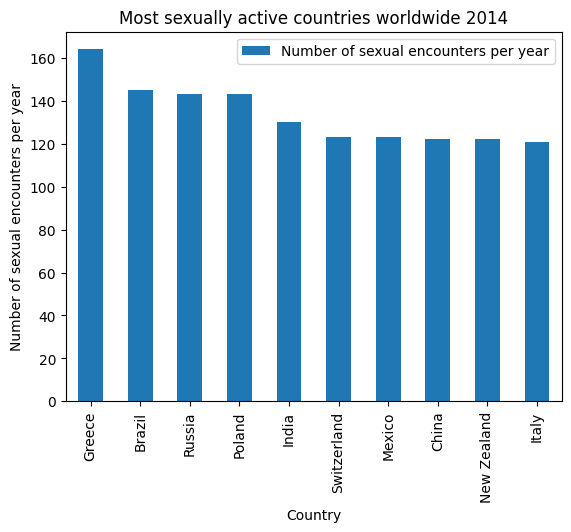 Most sexually active countries worldwide 2014
Number of sexual encounters per year
Number of sexual encounters per year
160
140
120
100
80
60
40
20
0
Greece
Brazil
Russia
Poland
India
Switzerland
Mexico
China
New Zealand
Italy
Country